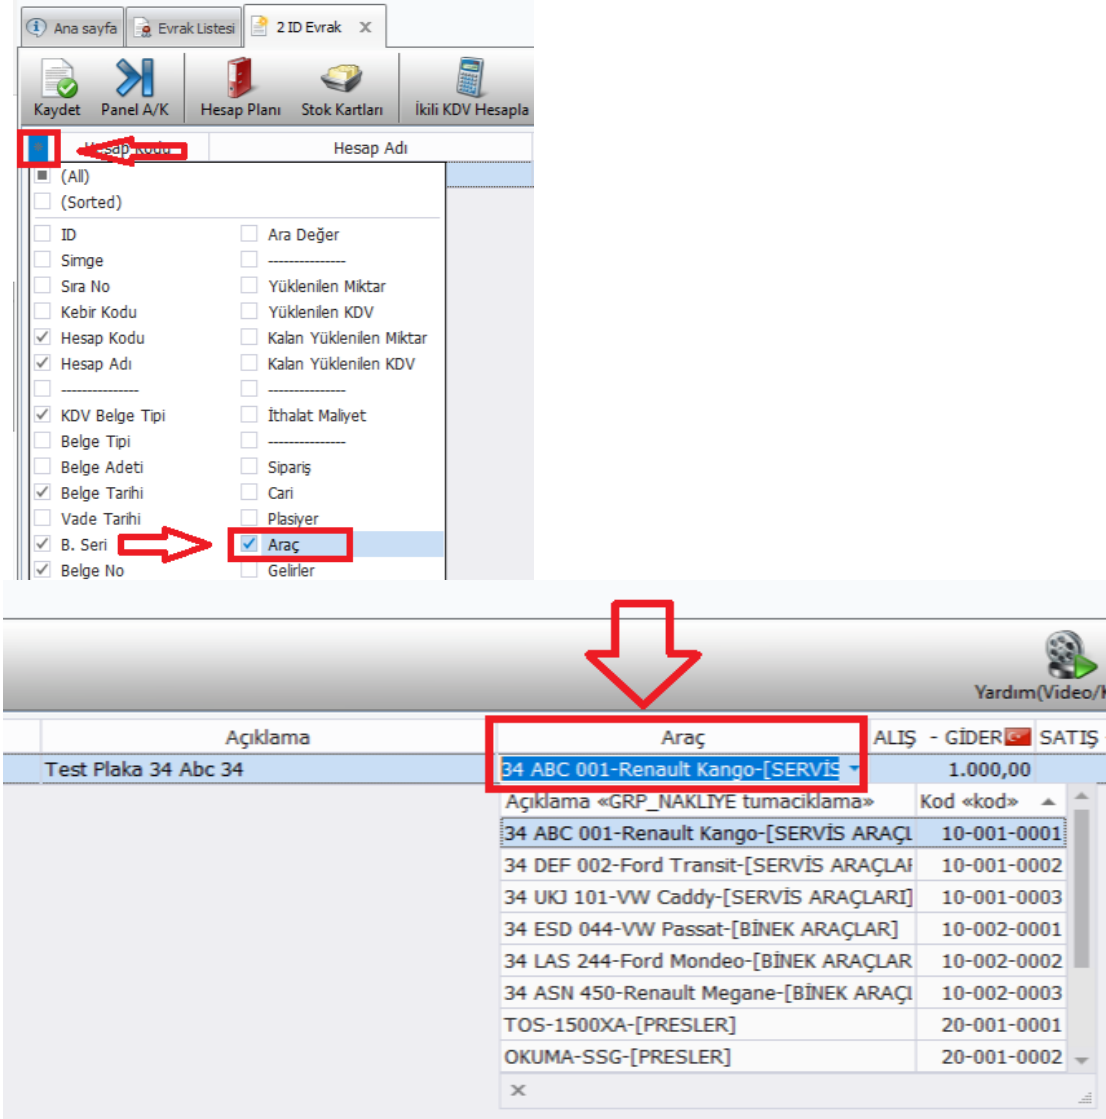 Ana sayfa Evrak Listesi 2 ID Evrak X
Kaydet Panel A/K Hesap Planı Stok Kartları İkili KDV Hesapla
Hesap Kodu Hesap Adı
(All)
(Sorted)
ID Ara Değer
Simge ---------------
Sıra No Yüklenilen Miktar
Kebir Kodu Yüklenilen KDV
Hesap Kodu Kalan Yüklenilen Miktar
Hesap Adı Kalan Yüklenilen KDV
--------------- ---------------
KDV Belge Tipi İthalat Maliyet
Belge Tipi ---------------
Belge Adeti Sipariş
Belge Tarihi Cari
Vade Tarihi Plasiyer
B. Seri Araç
Belge No Gelirler
Yardım(Video/
Açıklama Araç ALIŞ - GİDER SATIŞ
Test Plaka 34 Abc 34 34 ABC 001-Renault Kango-[SERVİS 1.000,00
Açıklama «GRP_NAKLIYE tumaciklama» Kod «kod»
34 ABC 001-Renault Kango-[SERVİS ARAÇL 10-001-0001
34 DEF 002-Ford Transit-[SERVİS ARAÇLAR 10-001-0002
34 UKJ 101-VW Caddy-[SERVİS ARAÇLARI] 10-001-0003
34 ESD 044-VW Passat-[BİNEK ARAÇLAR] 10-002-0001
34 LAS 244-Ford Mondeo-[BİNEK ARAÇLAR 10-002-0002
34 ASN 450-Renault Megane-[BİNEK ARAÇL 10-002-0003
TOS-1500XA-[PRESLER] 20-001-0001
OKUMA-SSG-[PRESLER] 20-001-0002